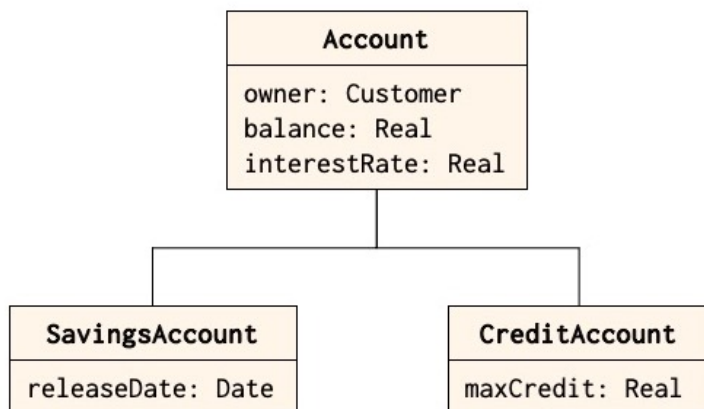 Account
owner: Customer
balance: Real
interestRate: Real
SavingsAccount
releaseDate: Date
CreditAccount
maxCredit: Real